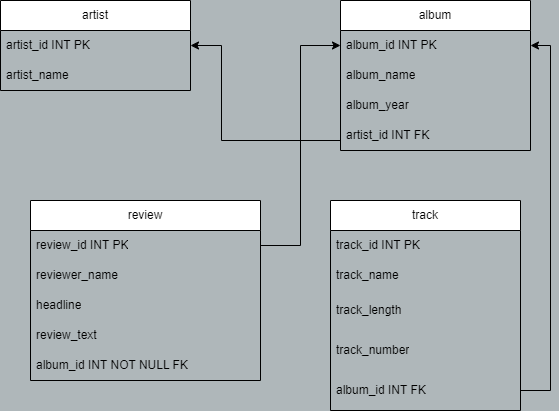 artist
artist_id INT PK
artist_name
album
album_id INT PK
album_name
album_year
artist_id INT FK
review
review_id INT PK
reviewer_name
headline
review_text
album_id INT NOT NULL FK
track
track_id INT PK
track_name
track_length
track_number
album_id INT FK